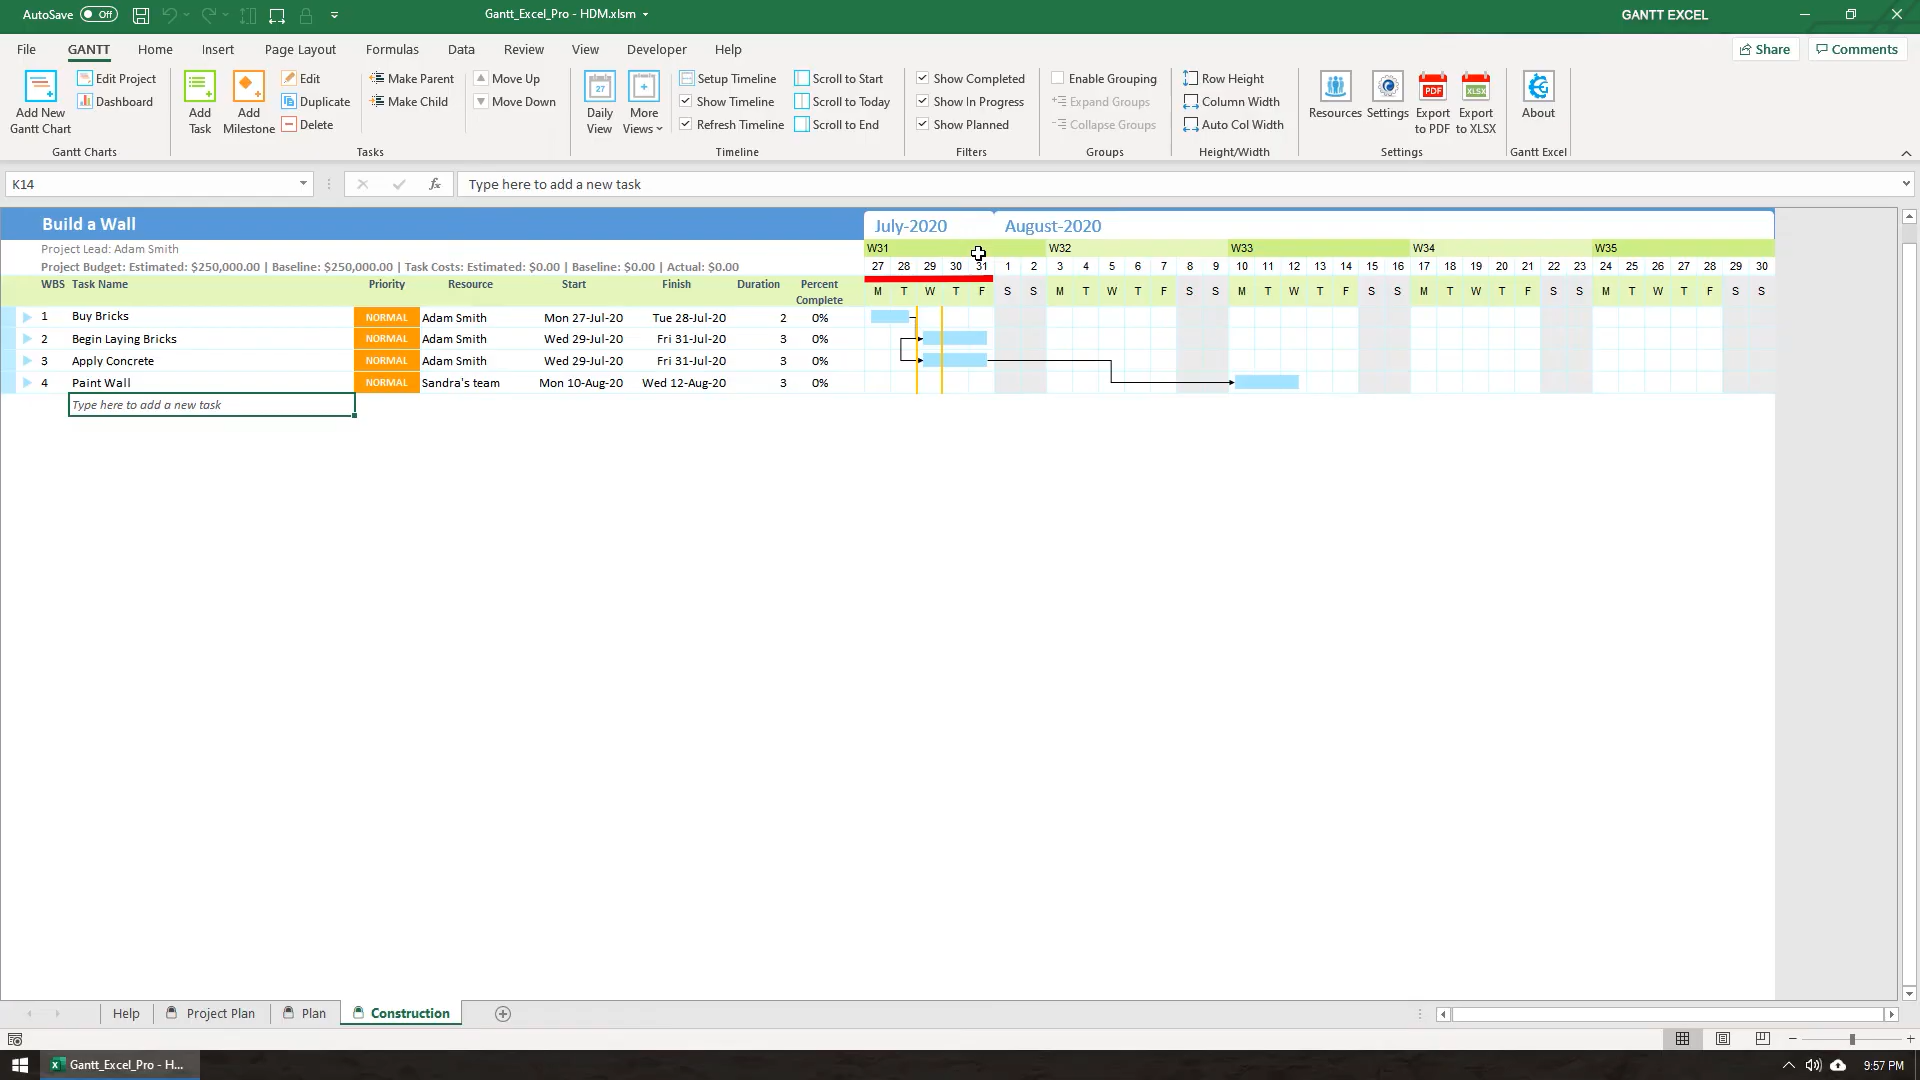 AutoSave Off Gantt_Excel_Pro - HDM.xlsm GANTT EXCEL
File GANTT Home Insert Page Layout Formulas Data Review View Developer Help Share Comments
Add New Gantt Chart
Edit Project
Dashboard
Gantt Charts
Add Task
Add Milestone
Edit
Duplicate
Delete
Make Parent
Make Child
Move Up
Move Down
Tasks
Daily View
More Views
Setup Timeline
Show Timeline
Refresh Timeline
Scroll to Start
Scroll to Today
Scroll to End
Timeline
Show Completed
Show In Progress
Show Planned
Filters
Enable Grouping
Expand Groups
Collapse Groups
Groups
Row Height
Column Width
Auto Col Width
Height/Width
Resources
Settings
Export to PDF
Export to XLSX
Settings
About
Gantt Excel
K14 fx Type here to add a new task
Build a Wall July-2020 August-2020
Project Lead: Adam Smith W31 W32 W33 W34 W35
Project Budget: Estimated: $250,000.00 | Baseline: $250,000.00 | Task Costs: Estimated: $0.00 | Baseline: $0.00 | Actual: $0.00 27 28 29 30 31 1 2 3 4 5 6 7 8 9 10 11 12 13 14 15 16 17 18 19 20 21 22 23 24 25 26 27 28 29 30
WBS Task Name Priority Resource Start Finish Duration Percent Complete M T W T F S S M T W T F S S M T W T F S S M T W T F S S M T W T F S S
1 Buy Bricks NORMAL Adam Smith Mon 27-Jul-20 Tue 28-Jul-20 2 0%
2 Begin Laying Bricks NORMAL Adam Smith Wed 29-Jul-20 Fri 31-Jul-20 3 0%
3 Apply Concrete NORMAL Adam Smith Wed 29-Jul-20 Fri 31-Jul-20 3 0%
4 Paint Wall NORMAL Sandra's team Mon 10-Aug-20 Wed 12-Aug-20 3 0%
Type here to add a new task
Help Project Plan Plan Construction
Gantt_Excel_Pro - H... 9:57 PM